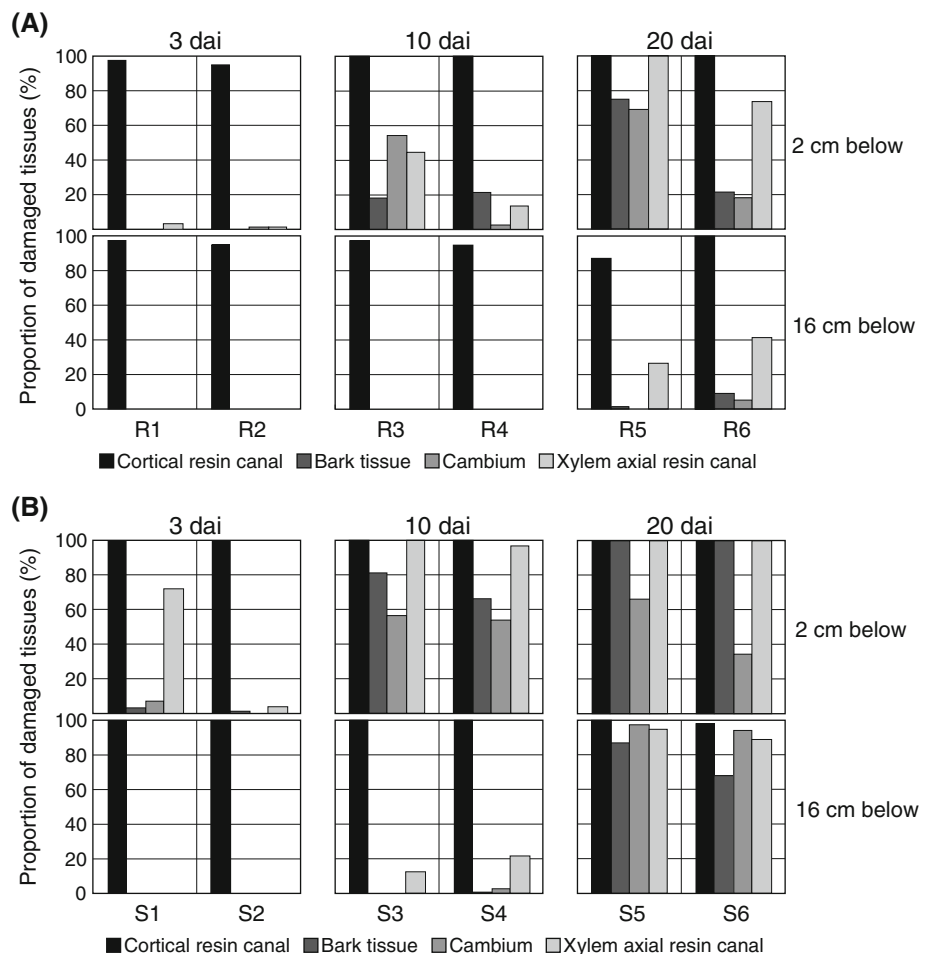 (A)
3 dai 10 dai 20 dai
Proportion of damaged tissues (%)
100
80
60
40
20
2 cm below
100
80
60
40
20
0
16 cm below
R1 R2 R3 R4 R5 R6
Cortical resin canal Bark tissue Cambium Xylem axial resin canal
(B)
3 dai 10 dai 20 dai
Proportion of damaged tissues (%)
100
80
60
40
20
2 cm below
100
80
60
40
20
0
16 cm below
S1 S2 S3 S4 S5 S6
Cortical resin canal Bark tissue Cambium Xylem axial resin canal